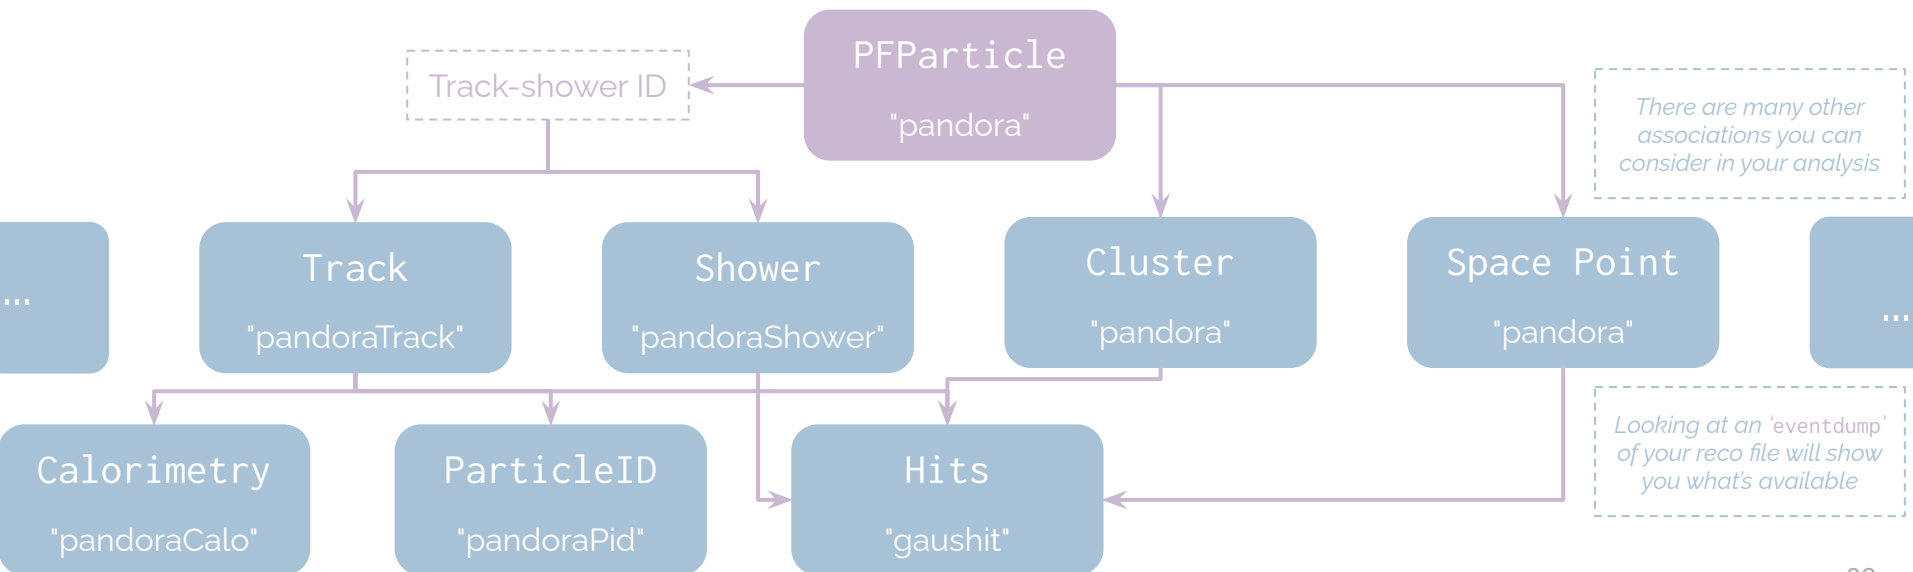 PFParticle
"pandora"
Track-shower ID
There are many other
associations you can
consider in your analysis
...
Track
"pandoraTrack"
Shower
"pandoraShower"
Cluster
"pandora"
Space Point
"pandora"
...
Calorimetry
"pandoraCalo"
ParticleID
"pandoraPid"
Hits
"gaushit"
Looking at an 'eventdump'
of your reco file will show
you what's available